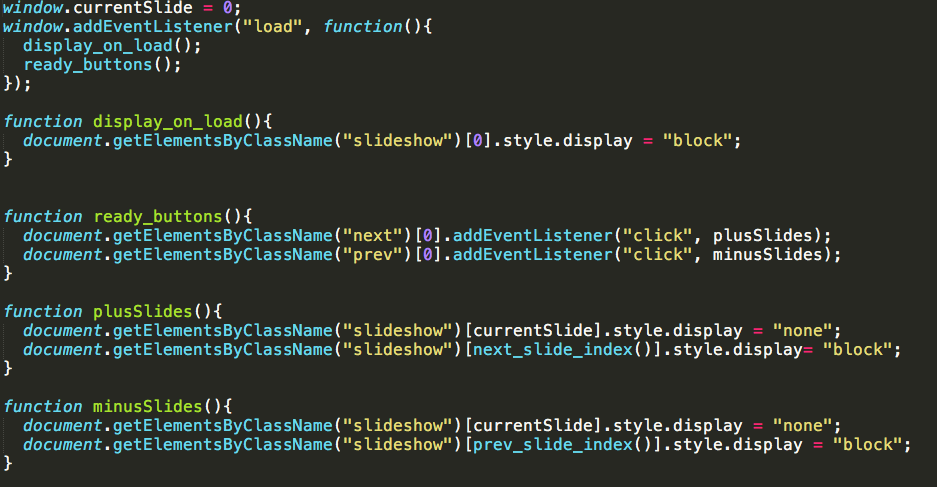 window.currentSlide = 0;
window.addEventListener("load", function(){
  display_on_load();
  ready_buttons();
});

function display_on_load(){
  document.getElementsByClassName("slideshow")[0].style.display = "block";
}


function ready_buttons(){
  document.getElementsByClassName("next")[0].addEventListener("click", plusSlides);
  document.getElementsByClassName("prev")[0].addEventListener("click", minusSlides);
}

function plusSlides(){
  document.getElementsByClassName("slideshow")[currentSlide].style.display = "none";
  document.getElementsByClassName("slideshow")[next_slide_index()].style.display= "block";
}

function minusSlides(){
  document.getElementsByClassName("slideshow")[currentSlide].style.display = "none";
  document.getElementsByClassName("slideshow")[prev_slide_index()].style.display = "block";
}